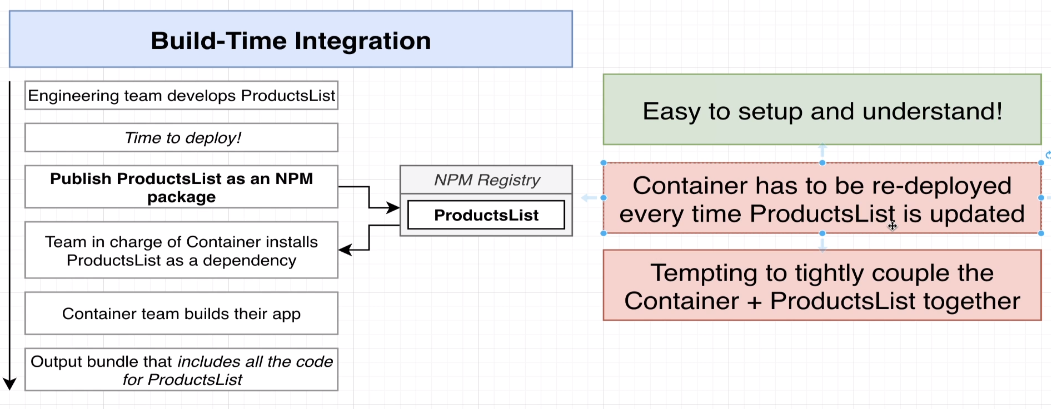 Build-Time Integration
Engineering team develops ProductsList
Time to deploy!
Publish ProductsList as an NPM
package
NPM Registry
ProductsList
Team in charge of Container installs
ProductsList as a dependency
Container team builds their app
Output bundle that includes all the code
for ProductsList
Easy to setup and understand!
Container has to be re-deployed
every time ProductsList is updated
Tempting to tightly couple the
Container + ProductsList together